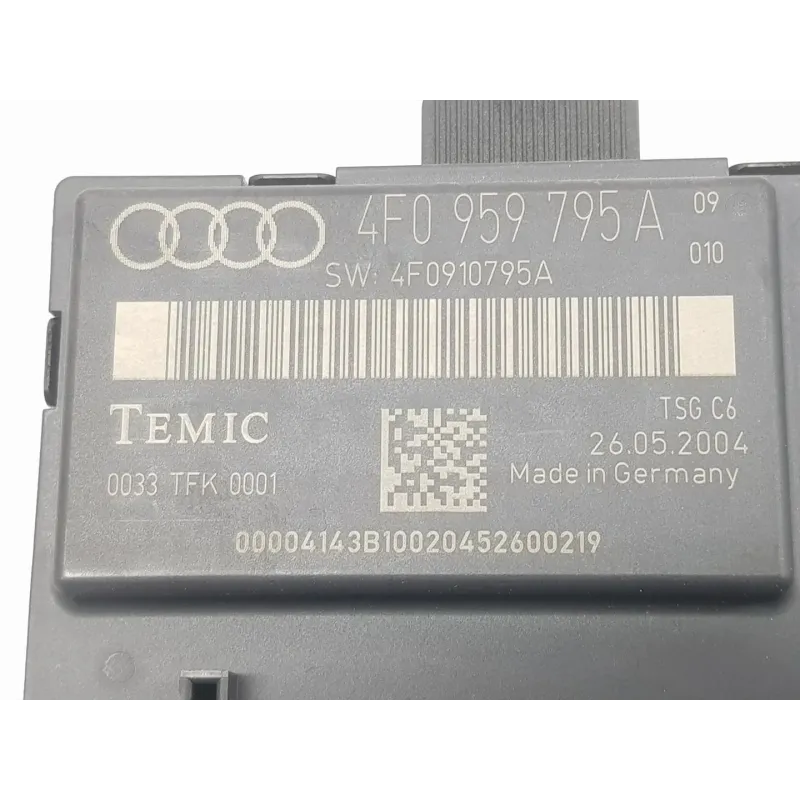 4F0 959 795 A 09
010
SW: 4F0910795A
TEMIC
TSG C6
26.05.2004
0033 TFK 0001
Made in Germany
00004143B10020452600219